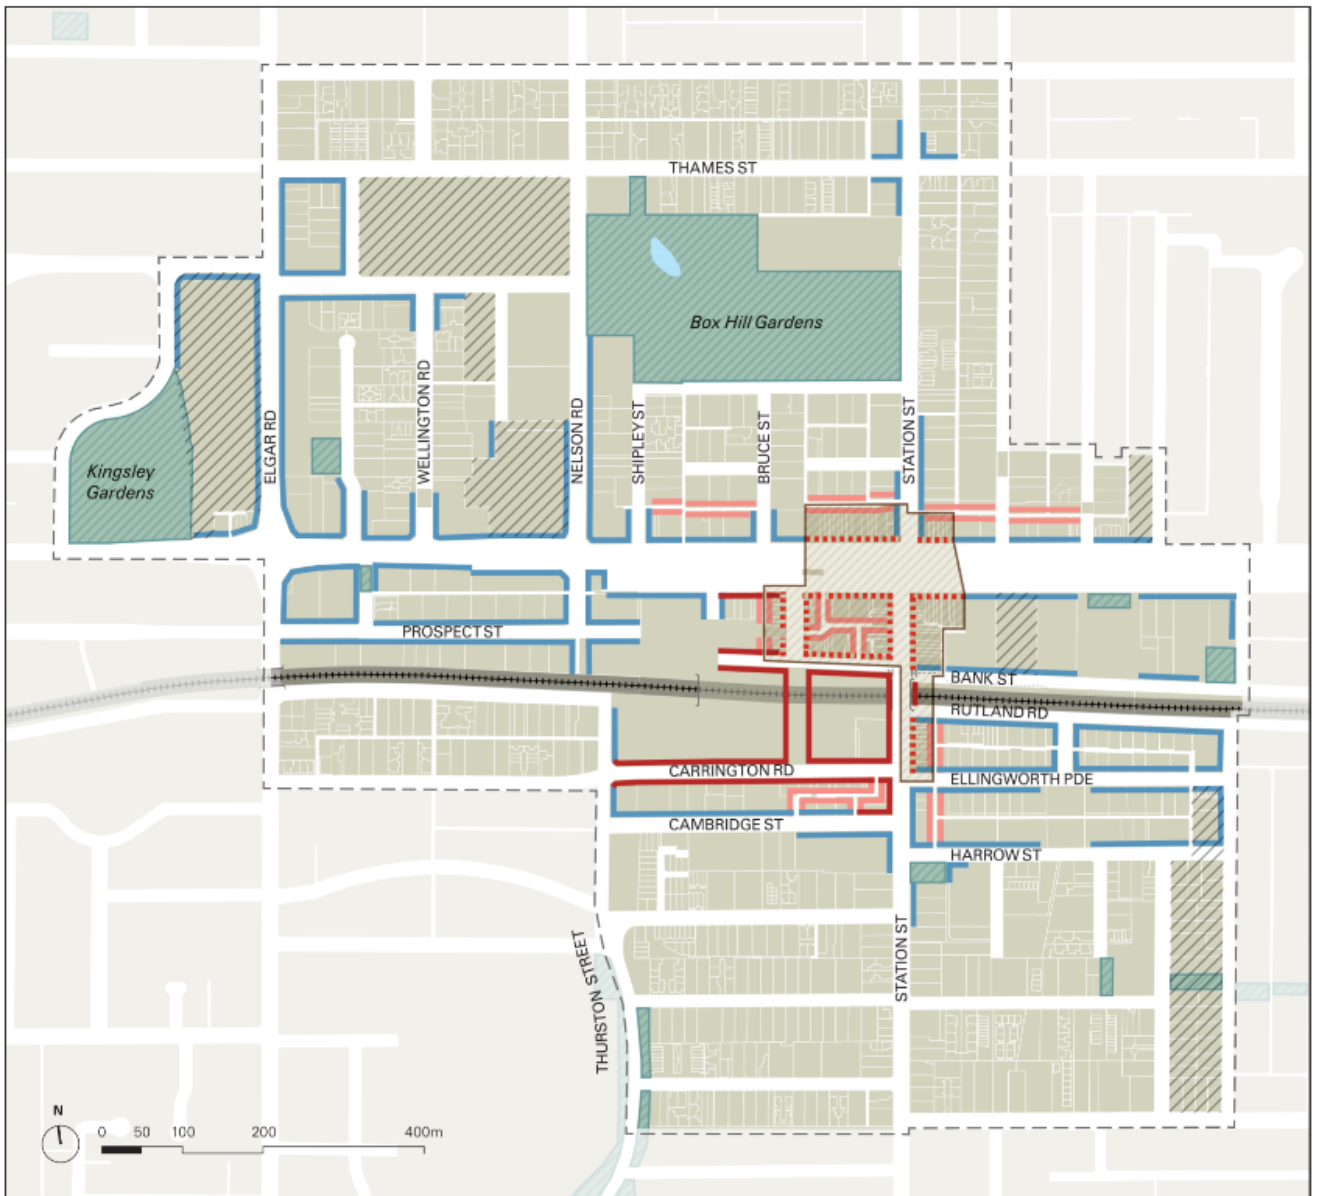 THAMES ST
Box Hill Gardens
Kingsley
Gardens
ELGAR RD
WELLINGTON RD
NELSON RD
SHIPLEY ST
BRUCE ST
STATION ST
PROSPECT ST
BANK ST
RUTLAND RD
CARRINGTON RD
ELLINGWORTH PDE
CAMBRIDGE ST
HARROW ST
STATION ST
THURSTON STREET
N
0 50 100 200 400m